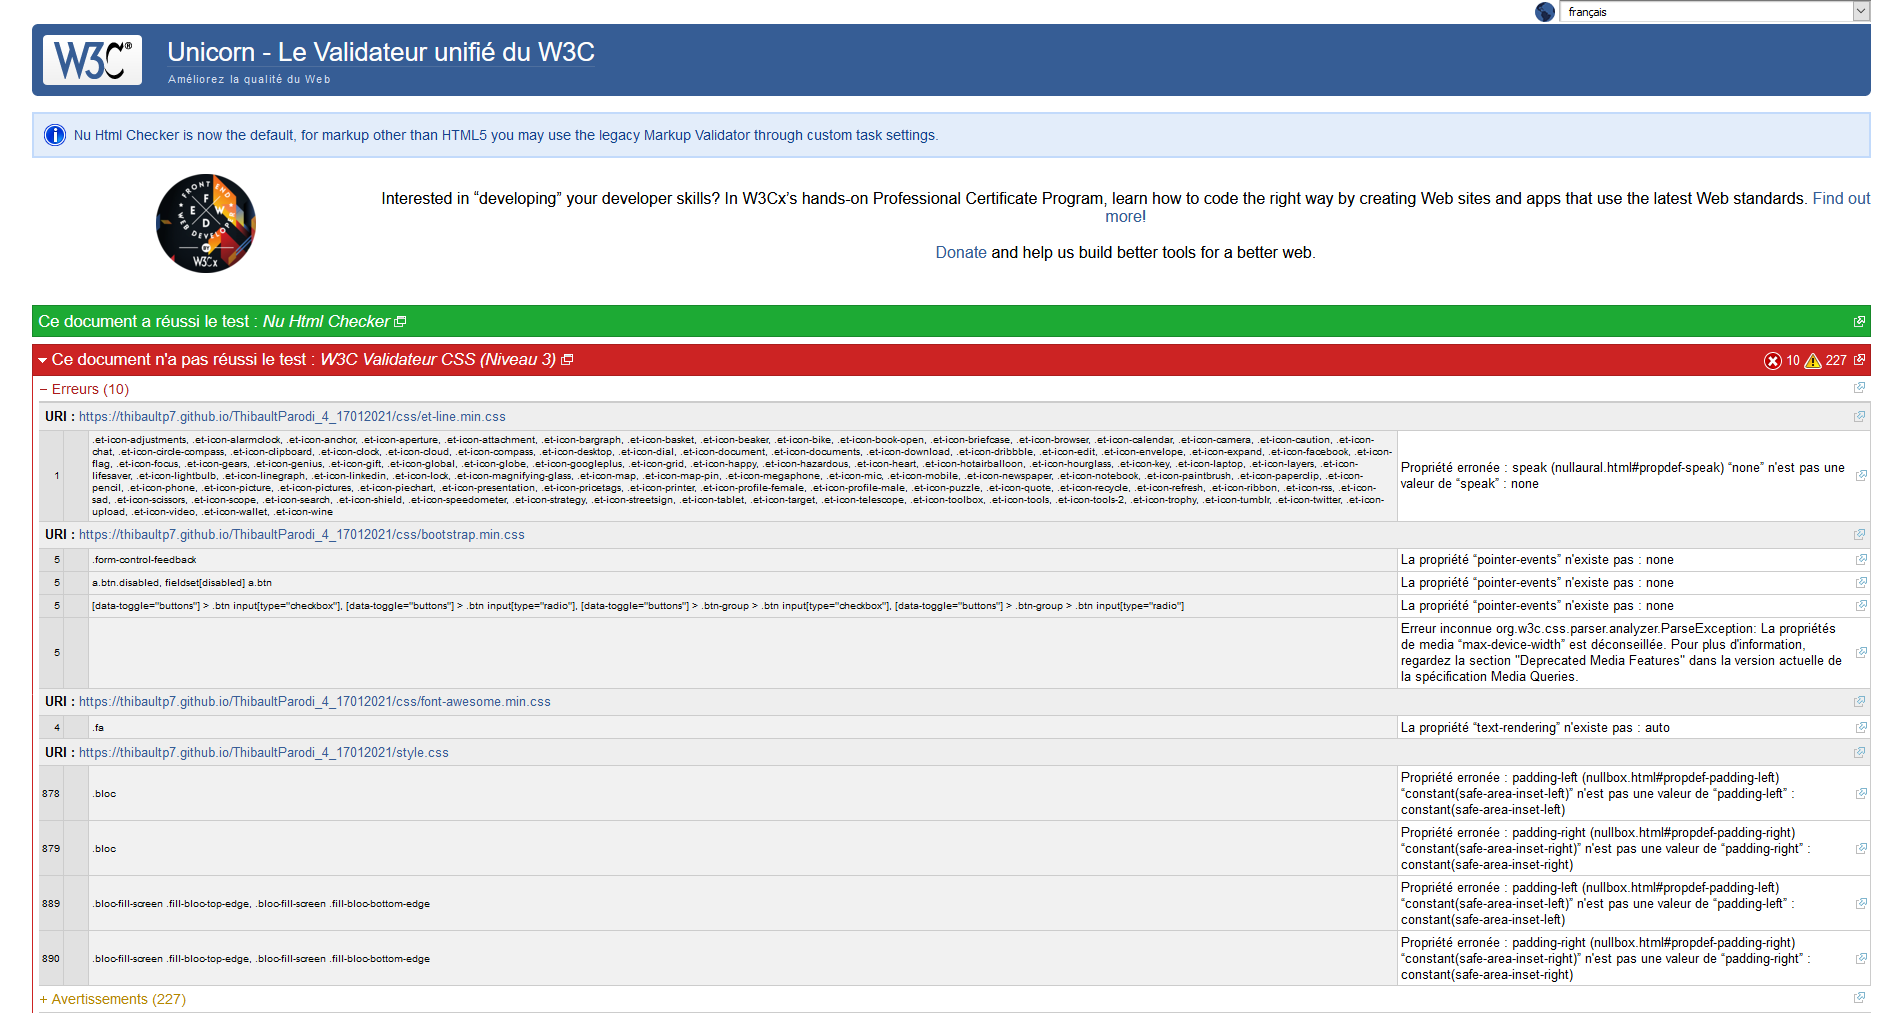 français
W3C®
Unicorn - Le Validateur unifié du W3C
Améliorez la qualité du Web
Nu Html Checker is now the default, for markup other than HTML5 you may use the legacy Markup Validator through custom task settings.
FRONT END
F E W D
WEB DEVELOPER
BY
W3Cx
Interested in “developing” your developer skills? In W3Cx’s hands-on Professional Certificate Program, learn how to code the right way by creating Web sites and apps that use the latest Web standards. Find out
more!
Donate and help us build better tools for a better web.
Ce document a réussi le test : Nu Html Checker
Ce document n'a pas réussi le test : W3C Validateur CSS (Niveau 3)
10 227
− Erreurs (10)
URI : https://thibaultp7.github.io/ThibaultParodi_4_17012021/css/et-line.min.css
1
.et-icon-adjustments, .et-icon-alarmclock, .et-icon-anchor, .et-icon-aperture, .et-icon-attachment, .et-icon-bargraph, .et-icon-basket, .et-icon-beaker, .et-icon-bike, .et-icon-book-open, .et-icon-briefcase, .et-icon-browser, .et-icon-calendar, .et-icon-camera, .et-icon-caution, .et-icon-
chat, .et-icon-circle-compass, .et-icon-clipboard, .et-icon-clock, .et-icon-cloud, .et-icon-compass, .et-icon-desktop, .et-icon-dial, .et-icon-document, .et-icon-documents, .et-icon-download, .et-icon-dribbble, .et-icon-edit, .et-icon-envelope, .et-icon-expand, .et-icon-facebook, .et-icon-
flag, .et-icon-focus, .et-icon-gears, .et-icon-genius, .et-icon-gift, .et-icon-global, .et-icon-globe, .et-icon-googleplus, .et-icon-grid, .et-icon-happy, .et-icon-hazardous, .et-icon-heart, .et-icon-hotairballoon, .et-icon-hourglass, .et-icon-key, .et-icon-laptop, .et-icon-layers, .et-icon-
lifesaver, .et-icon-lightbulb, .et-icon-linegraph, .et-icon-linkedin, .et-icon-lock, .et-icon-magnifying-glass, .et-icon-map, .et-icon-map-pin, .et-icon-megaphone, .et-icon-mic, .et-icon-mobile, .et-icon-newspaper, .et-icon-notebook, .et-icon-paintbrush, .et-icon-paperclip, .et-icon-
pencil, .et-icon-phone, .et-icon-picture, .et-icon-pictures, .et-icon-piechart, .et-icon-presentation, .et-icon-pricetags, .et-icon-printer, .et-icon-profile-female, .et-icon-profile-male, .et-icon-puzzle, .et-icon-quote, .et-icon-recycle, .et-icon-refresh, .et-icon-ribbon, .et-icon-rss, .et-icon-
sad, .et-icon-scissors, .et-icon-scope, .et-icon-search, .et-icon-shield, .et-icon-speedometer, .et-icon-strategy, .et-icon-streetsign, .et-icon-tablet, .et-icon-target, .et-icon-telescope, .et-icon-toolbox, .et-icon-tools, .et-icon-tools-2, .et-icon-trophy, .et-icon-tumblr, .et-icon-twitter, .et-icon-
upload, .et-icon-video, .et-icon-wallet, .et-icon-wine
Propriété erronée : speak (nullaural.html#propdef-speak) “none” n'est pas une
valeur de “speak” : none
URI : https://thibaultp7.github.io/ThibaultParodi_4_17012021/css/bootstrap.min.css
5 .form-control-feedback La propriété “pointer-events” n'existe pas : none
5 a.btn.disabled, fieldset[disabled] a.btn La propriété “pointer-events” n'existe pas : none
5 [data-toggle="buttons"] > .btn input[type="checkbox"], [data-toggle="buttons"] > .btn input[type="radio"], [data-toggle="buttons"] > .btn-group > .btn input[type="checkbox"], [data-toggle="buttons"] > .btn-group > .btn input[type="radio"] La propriété “pointer-events” n'existe pas : none
5
Erreur inconnue org.w3c.css.parser.analyzer.ParseException: La propriétés
de media “max-device-width” est déconseillée. Pour plus d'information,
regardez la section "Deprecated Media Features" dans la version actuelle de
la spécification Media Queries.
URI : https://thibaultp7.github.io/ThibaultParodi_4_17012021/css/font-awesome.min.css
4 .fa La propriété “text-rendering” n'existe pas : auto
URI : https://thibaultp7.github.io/ThibaultParodi_4_17012021/style.css
878 .bloc
Propriété erronée : padding-left (nullbox.html#propdef-padding-left)
“constant(safe-area-inset-left)” n'est pas une valeur de “padding-left” :
constant(safe-area-inset-left)
879 .bloc
Propriété erronée : padding-right (nullbox.html#propdef-padding-right)
“constant(safe-area-inset-right)” n'est pas une valeur de “padding-right” :
constant(safe-area-inset-right)
889 .bloc-fill-screen .fill-bloc-top-edge, .bloc-fill-screen .fill-bloc-bottom-edge
Propriété erronée : padding-left (nullbox.html#propdef-padding-left)
“constant(safe-area-inset-left)” n'est pas une valeur de “padding-left” :
constant(safe-area-inset-left)
890 .bloc-fill-screen .fill-bloc-top-edge, .bloc-fill-screen .fill-bloc-bottom-edge
Propriété erronée : padding-right (nullbox.html#propdef-padding-right)
“constant(safe-area-inset-right)” n'est pas une valeur de “padding-right” :
constant(safe-area-inset-right)
+ Avertissements (227)